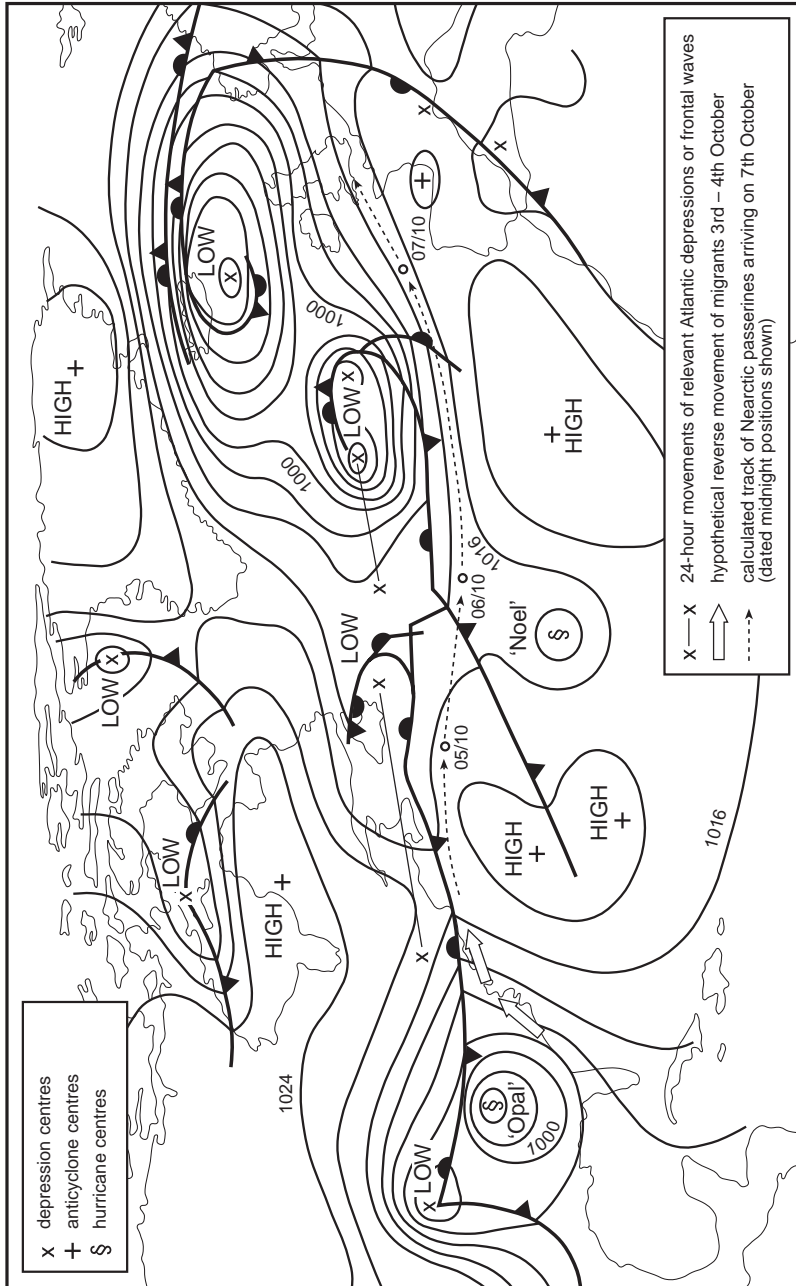 x depression centres
+ anticyclone centres
§ hurricane centres
LOW
x
HIGH
+
LOW
x
HIGH
+
1024
LOW
x
LOW
x
1000
LOW
x
LOW
x
1000
1016
05/10
06/10
07/10
'Noel'
§
HIGH
+
HIGH
+
HIGH
+
+
1016
LOW
x
§
'Opal'
1000
x — x 24-hour movements of relevant Atlantic depressions or frontal waves
hypothetical reverse movement of migrants 3rd – 4th October
calculated track of Nearctic passerines arriving on 7th October
(dated midnight positions shown)